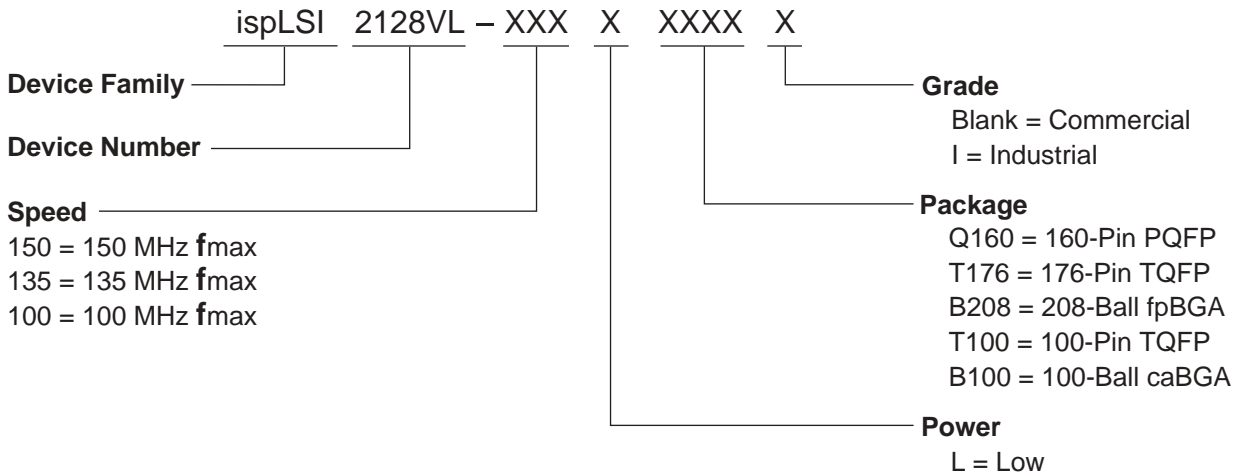 ispLSI 2128VL – XXX X XXXX X
Device Family
Device Number
Speed
150 = 150 MHz fmax
135 = 135 MHz fmax
100 = 100 MHz fmax
Grade
Blank = Commercial
I = Industrial
Package
Q160 = 160-Pin PQFP
T176 = 176-Pin TQFP
B208 = 208-Ball fpBGA
T100 = 100-Pin TQFP
B100 = 100-Ball caBGA
Power
L = Low